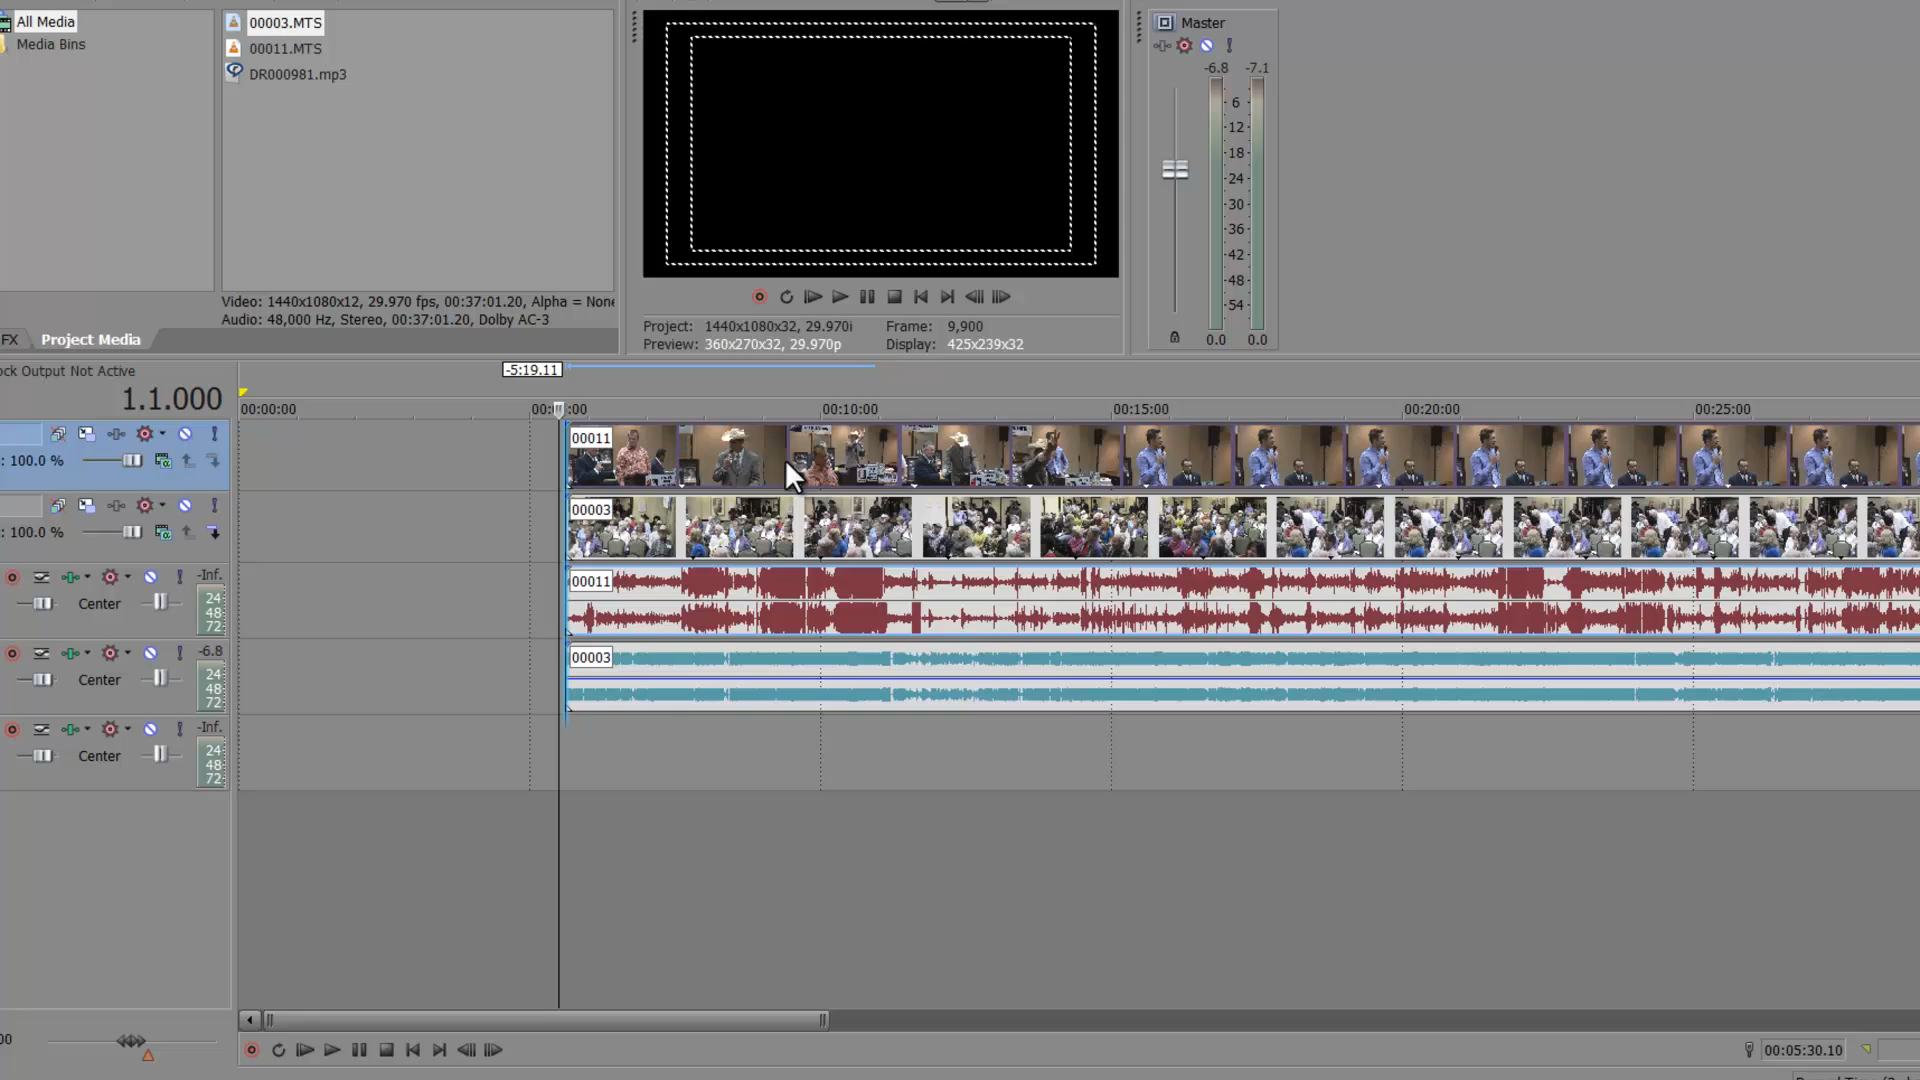 All Media
Media Bins
00003.MTS
00011.MTS
DR000981.mp3
Video: 1440x1080x12, 29.970 fps, 00:37:01.20, Alpha = None
Audio: 48,000 Hz, Stereo, 00:37:01.20, Dolby AC-3
FX
Project Media
Project: 1440x1080x32, 29.970i
Frame: 9,900
Preview: 360x270x32, 29.970p
Display: 425x239x32
Master
-6.8 -7.1
6
12
18
24
30
36
42
48
54
0.0 0.0
ock Output Not Active
1.1.000
-5:19.11
00:00:00
00:10:00
00:15:00
00:20:00
00:25:00
: 100.0 %
00011
: 100.0 %
00003
-Inf.
Center
24
48
72
00011
-6.8
Center
24
48
72
00003
-Inf.
Center
24
48
72
00:05:30.10